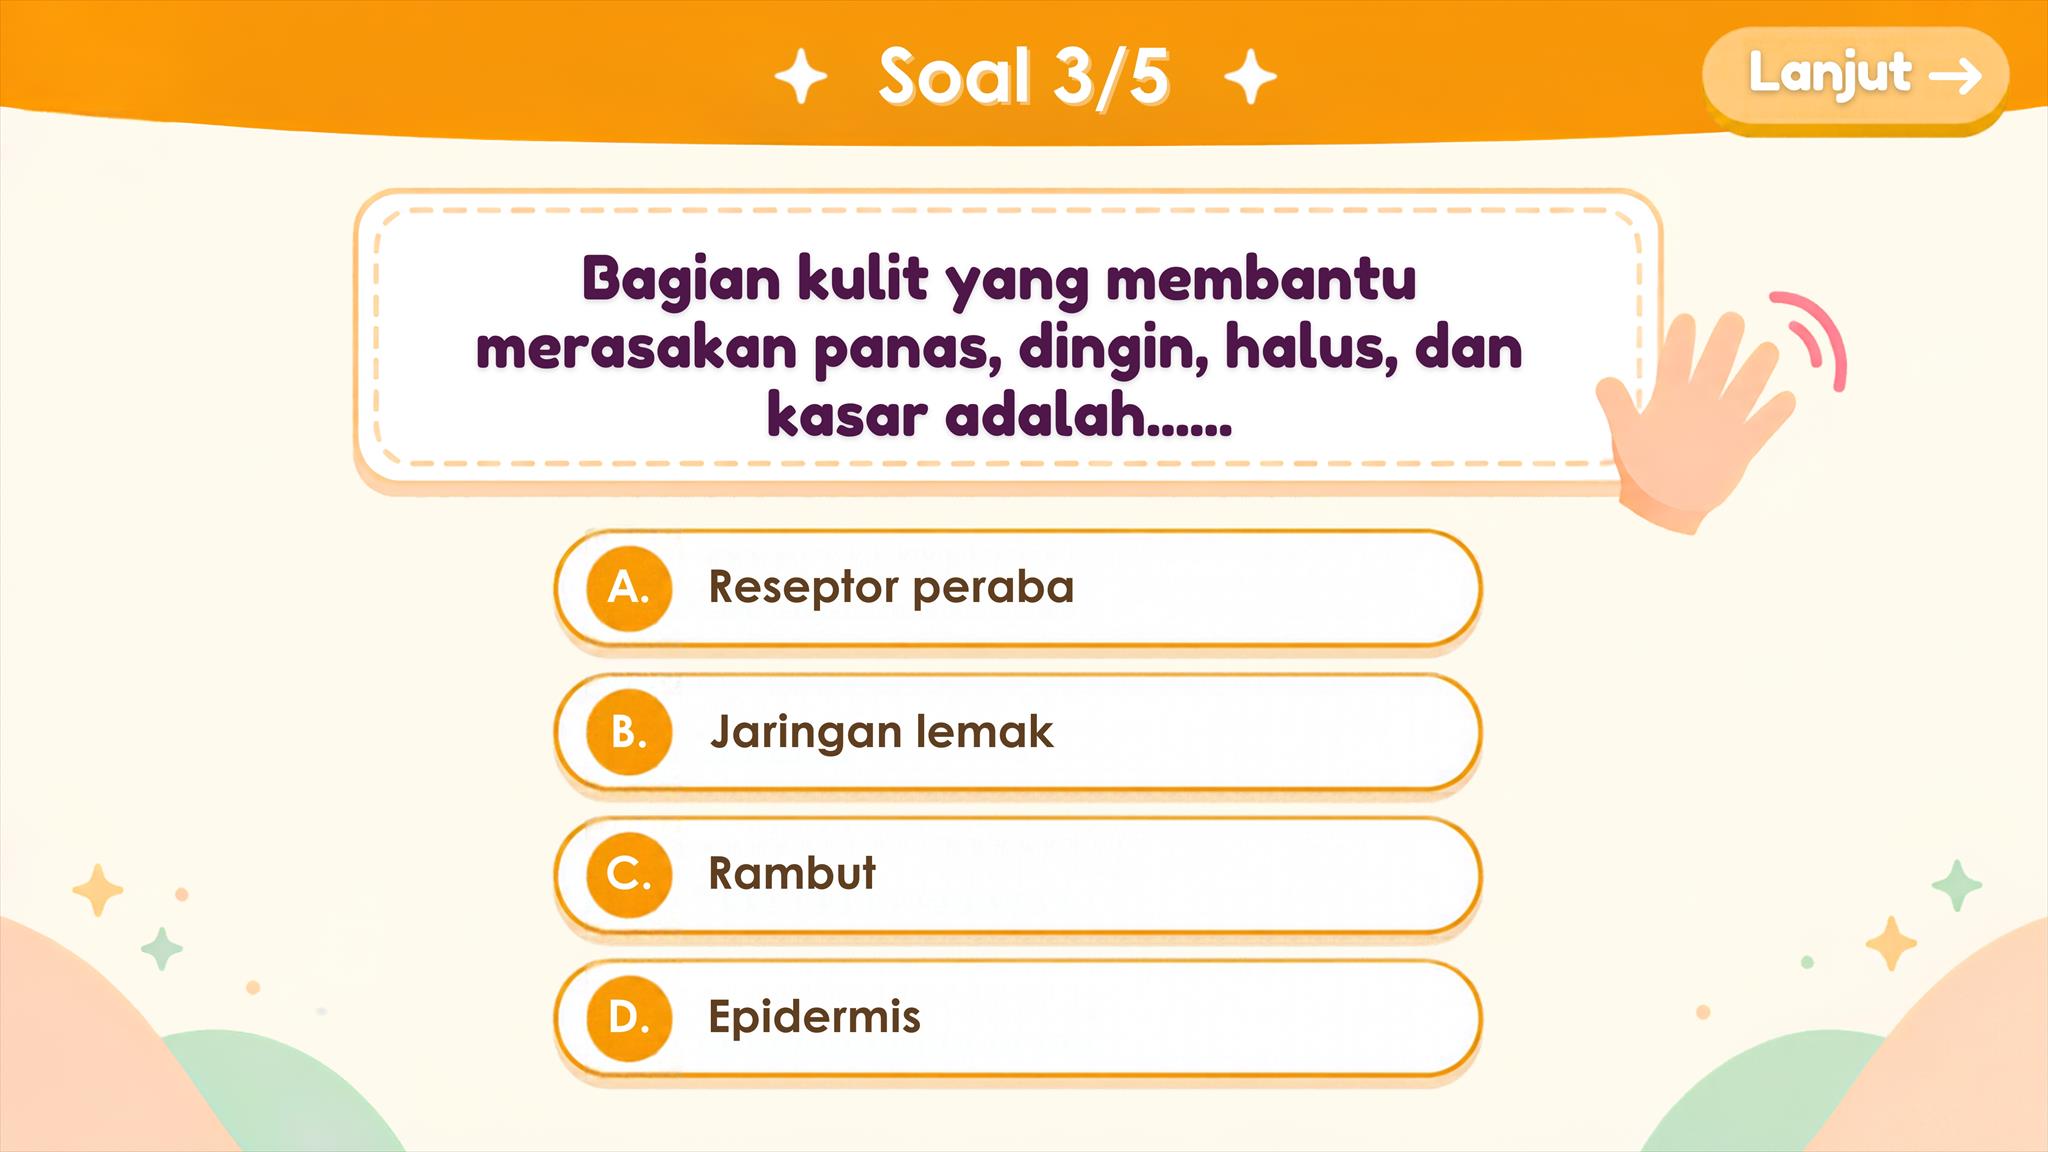 Soal 3/5
Lanjut →
Bagian kulit yang membantu
merasakan panas, dingin, halus, dan
kasar adalah......
A. Reseptor peraba
B. Jaringan lemak
C. Rambut
D. Epidermis